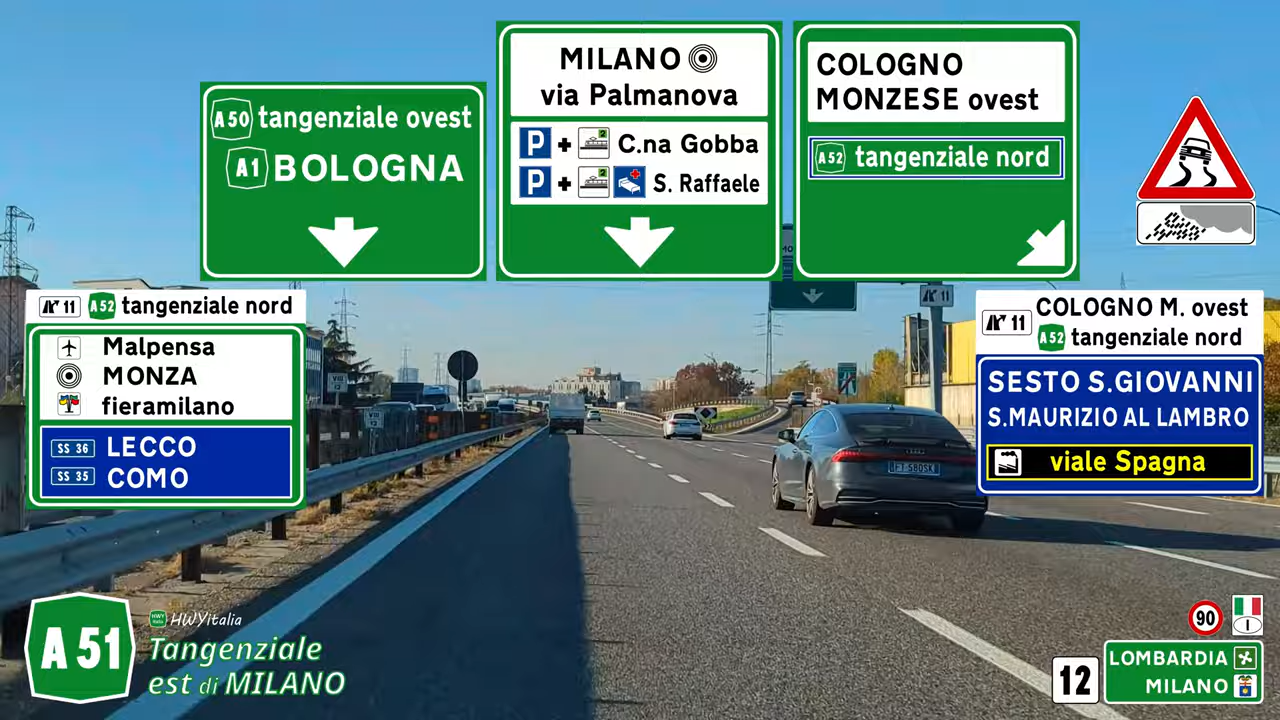 A50 tangenziale ovest
A1 BOLOGNA
MILANO
via Palmanova
P + 2 C.na Gobba
P + 2 S. Raffaele
COLOGNO
MONZESE ovest
A52 tangenziale nord
11 A52 tangenziale nord
Malpensa
MONZA
fieramilano
SS 36 LECCO
SS 35 COMO
11
11 COLOGNO M. ovest
A52 tangenziale nord
SESTO S.GIOVANNI
S.MAURIZIO AL LAMBRO
viale Spagna
A 51
HWYitalia
Tangenziale
est di MILANO
90
I
12
LOMBARDIA
MILANO